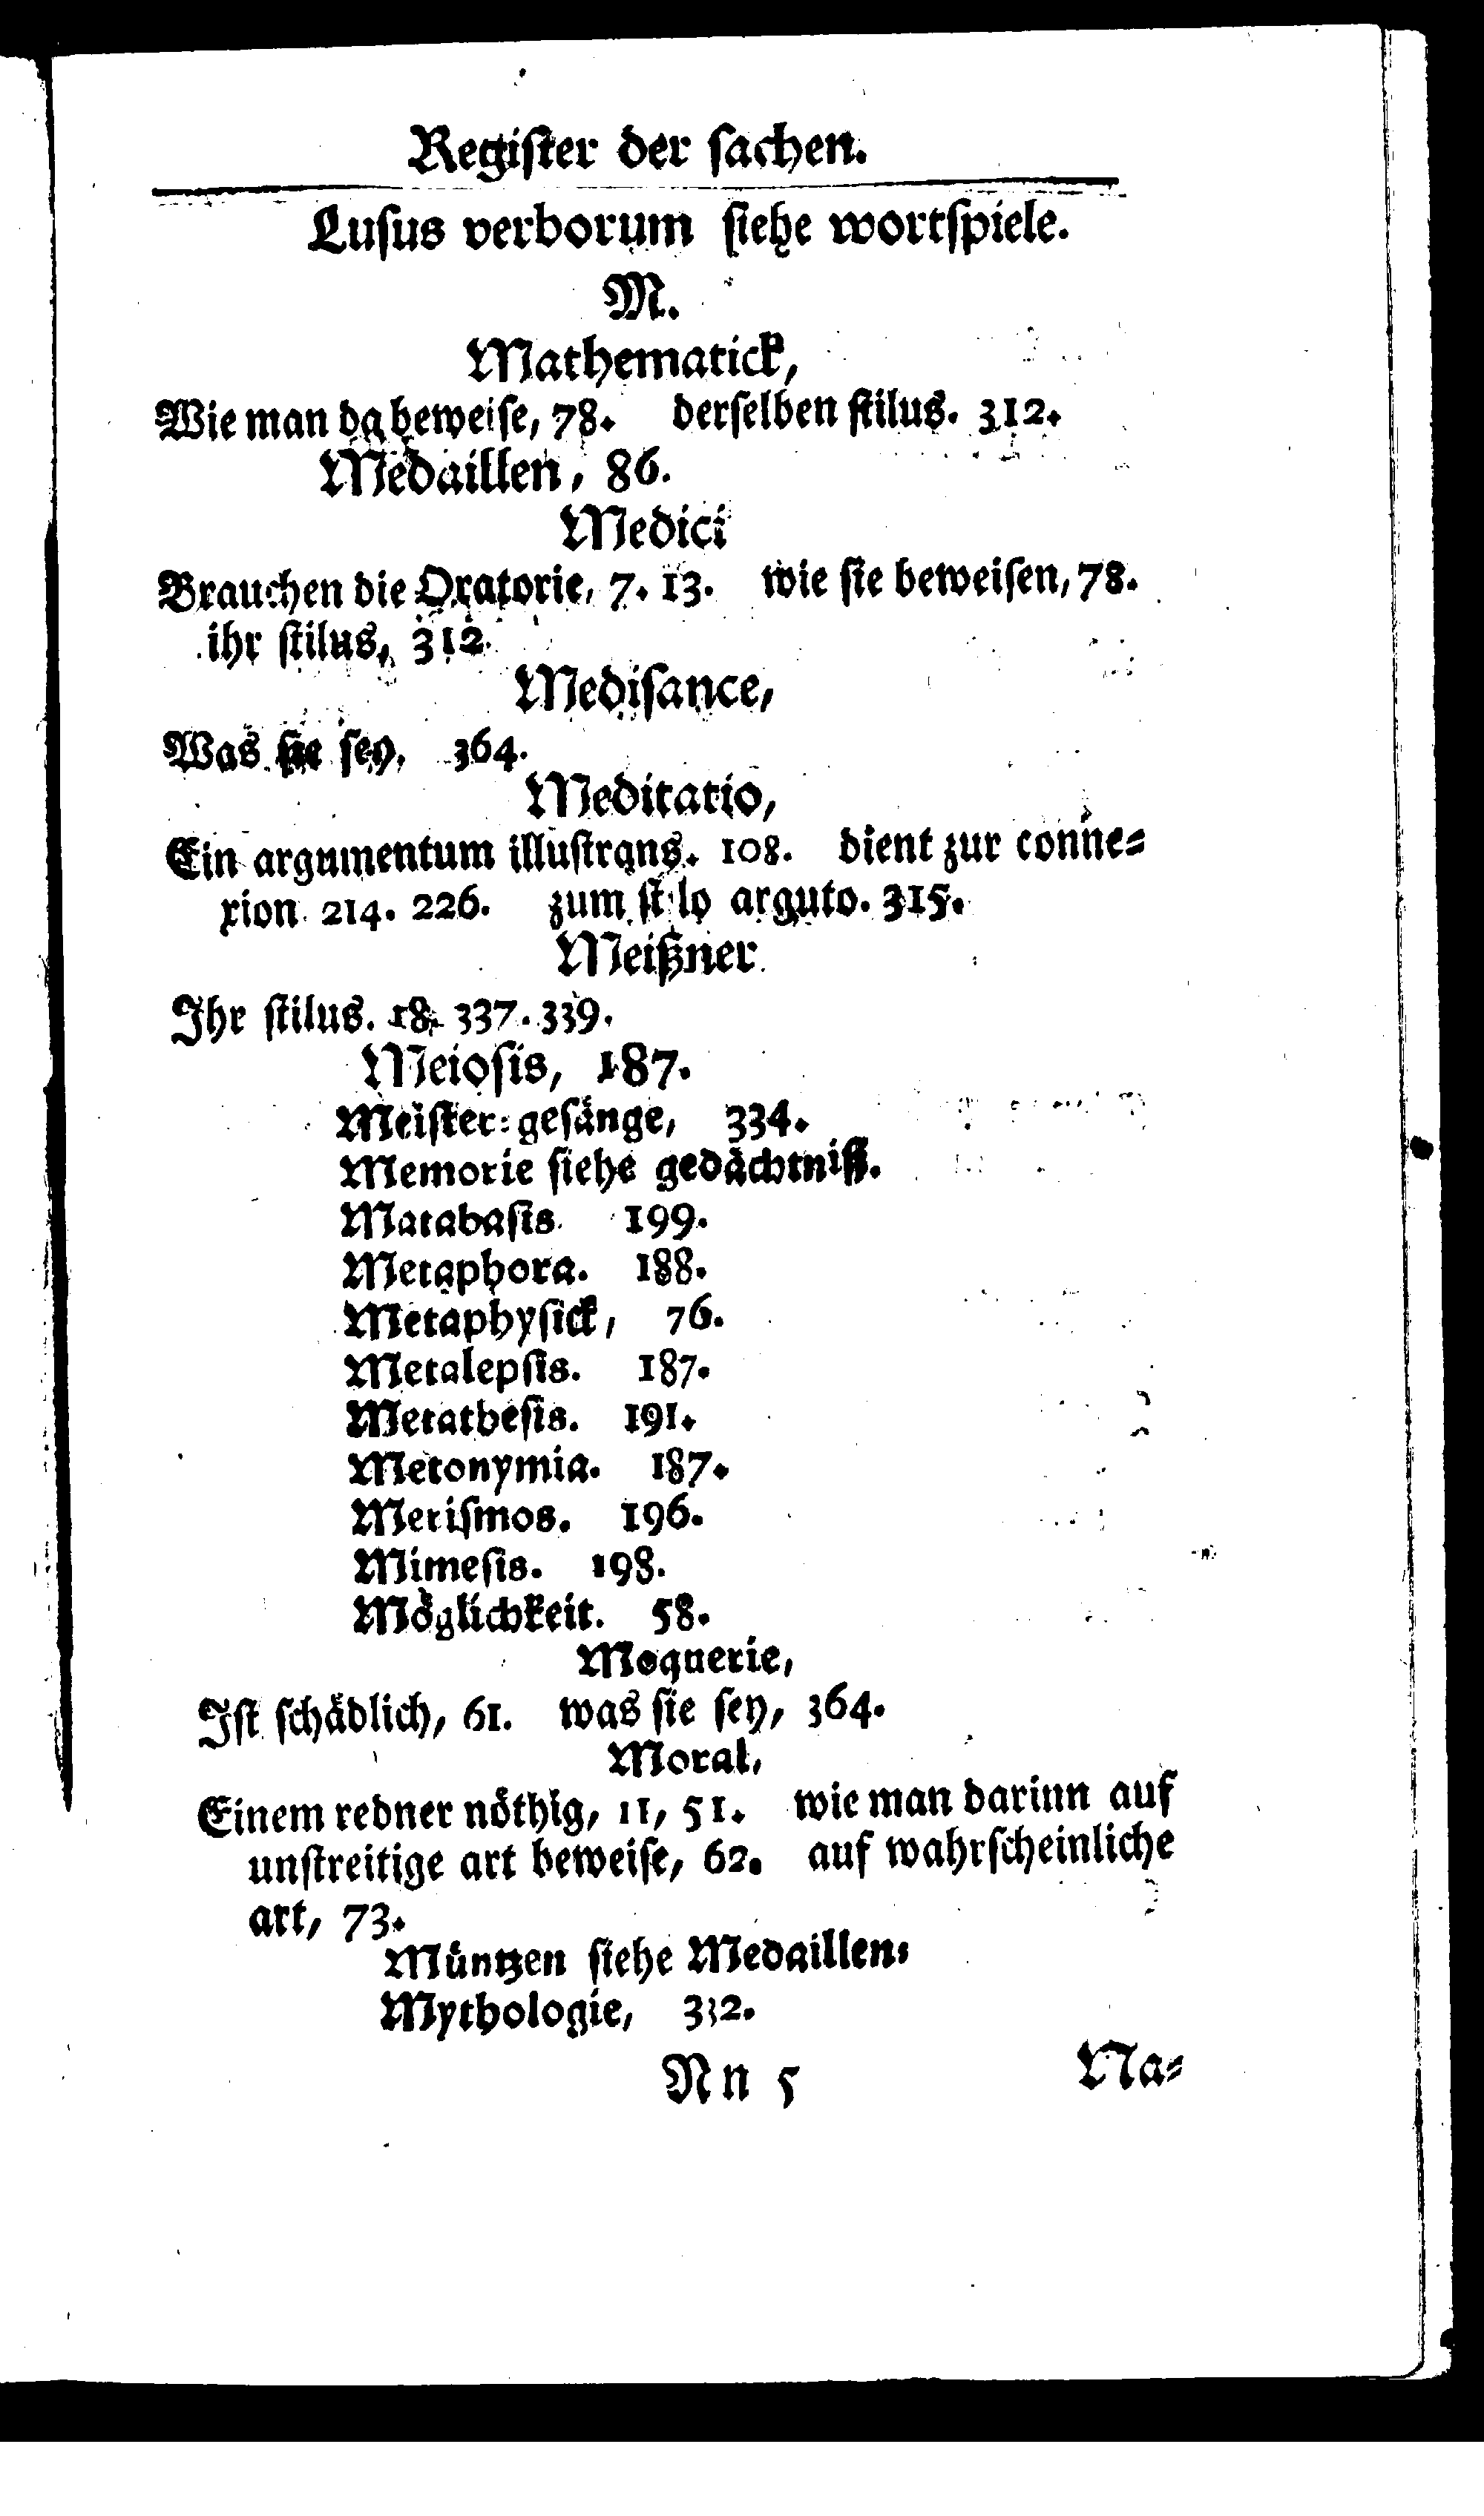 Regiſter der ſachen.
Luſus verborum ſiehe wortſpiele.
M.
Mathematick,
Wie man da beweiſe, 78. derſelben ſtilus. 312.
Medaillen, 86.
Medici
Brauchen die Oratorie, 7. 13. wie ſie beweiſen, 78.
ihr ſtilus, 312.
Mediſance,
Was ſie ſey, 364.
Meditatio,
Ein argumentum illuſtrans. 108. dient zur conne⸗
xion 214. 226. zum ſtilo arguto. 315.
Meißner
Ihr ſtilus. 18. 337. 339.
Meioſis, 187.
Meiſter⸗geſänge, 334.
Memorie ſiehe gedächtniß.
Matabaſis 199.
Metaphora. 188.
Metaphyſick, 76.
Metalepſis. 187.
Metatheſis. 191.
Metonymia. 187.
Meriſmos. 196.
Mimeſis. 198.
Möglichkeit. 58.
Moquerie,
Iſt ſchädlich, 61. was ſie ſey, 364.
Moral,
Einem redner nöthig, 11, 51. wie man darinn auf
unſtreitige art beweiſe, 62. auf wahrſcheinliche
art, 73.
Müntzen ſiehe Medaillen.
Mythologie, 332.
Nn 5 Na⸗